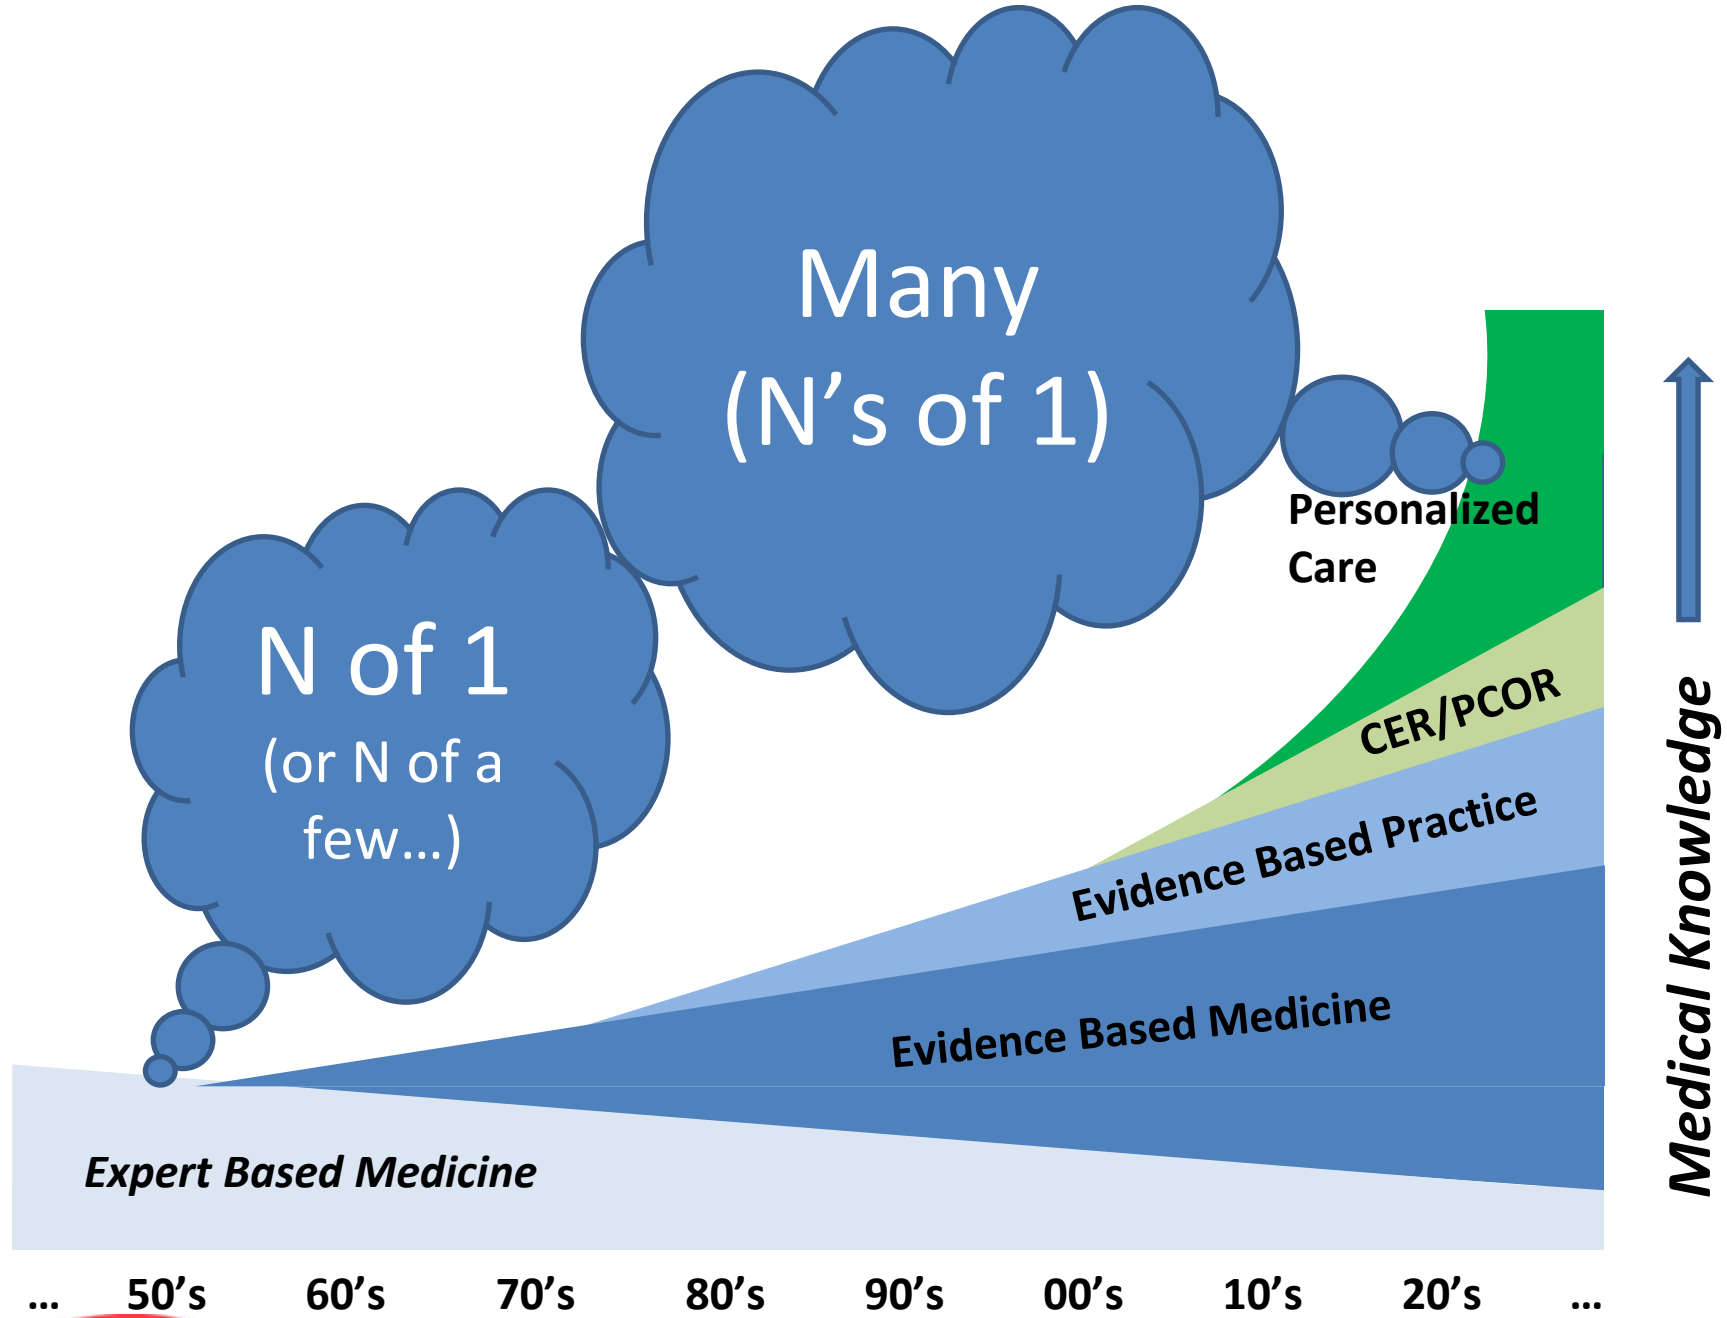 Many
(N’s of 1)
N of 1
(or N of a
few…)
Personalized
Care
CER/PCOR
Evidence Based Practice
Evidence Based Medicine
Expert Based Medicine
Medical Knowledge
… 50’s 60’s 70’s 80’s 90’s 00’s 10’s 20’s …